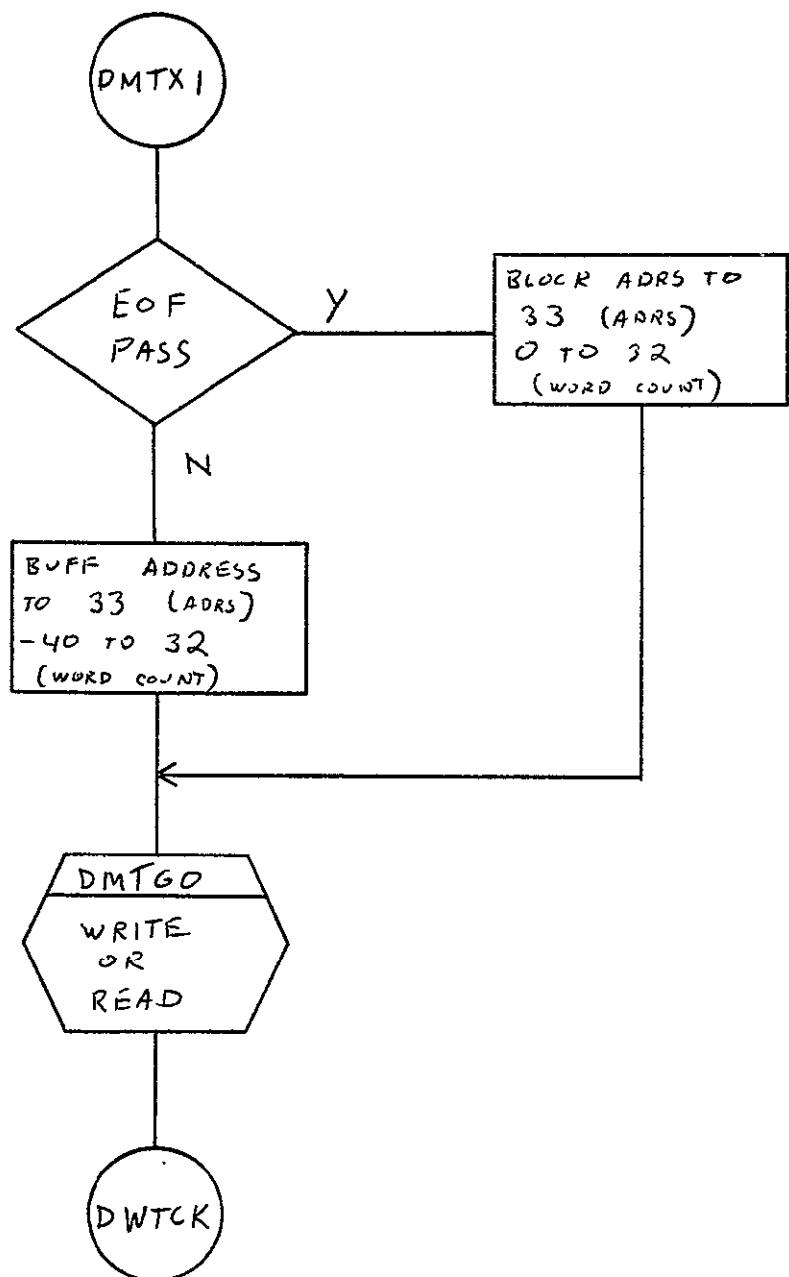 DMTX1
EOF
PASS
Y
BLOCK ADRS TO
33 (ADRS)
0 TO 32
(WORD COUNT)
N
BUFF ADDRESS
TO 33 (ADRS)
-40 TO 32
(WORD COUNT)
DMTGO
WRITE
OR
READ
DWTCK